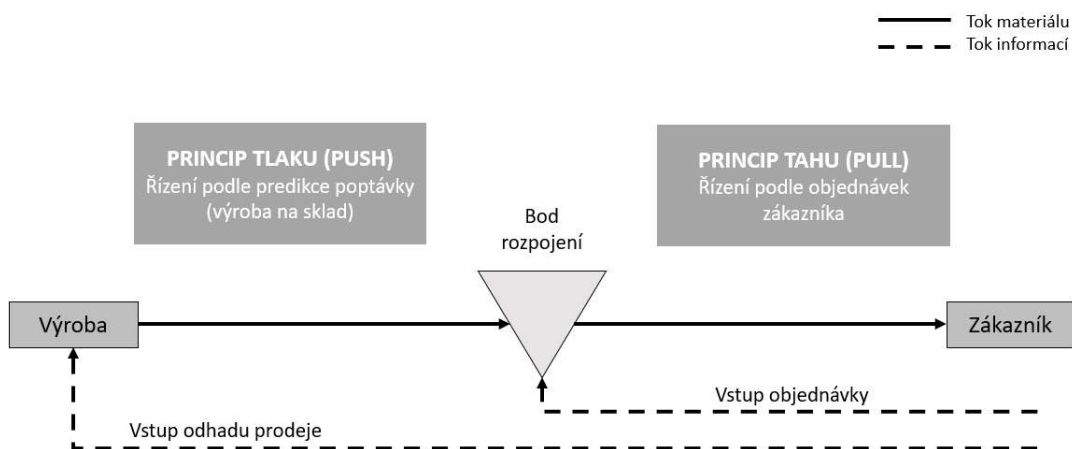 Tok materiálu
Tok informací
PRINCIP TLAKU (PUSH)
Řízení podle predikce poptávky
(výroba na sklad)
PRINCIP TAHU (PULL)
Řízení podle objednávek
zákazníka
Bod
rozpojení
Výroba
Zákazník
Vstup objednávky
Vstup odhadu prodeje